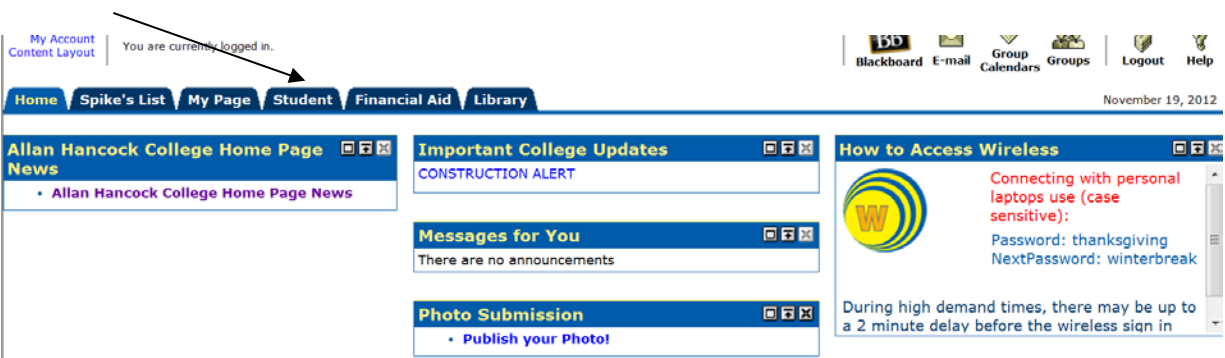 My Account
Content Layout
You are currently logged in.
BD
Blackboard
E-mail
Group
Calendars
Groups
Logout
Help
Home
Spike's List
My Page
Student
Financial Aid
Library
November 19, 2012
Allan Hancock College Home Page
News
Allan Hancock College Home Page News
Important College Updates
CONSTRUCTION ALERT
Messages for You
There are no announcements
Photo Submission
Publish your Photo!
How to Access Wireless
W
Connecting with personal
laptops use (case
sensitive):
Password: thanksgiving
NextPassword: winterbreak
During high demand times, there may be up to
a 2 minute delay before the wireless sign in